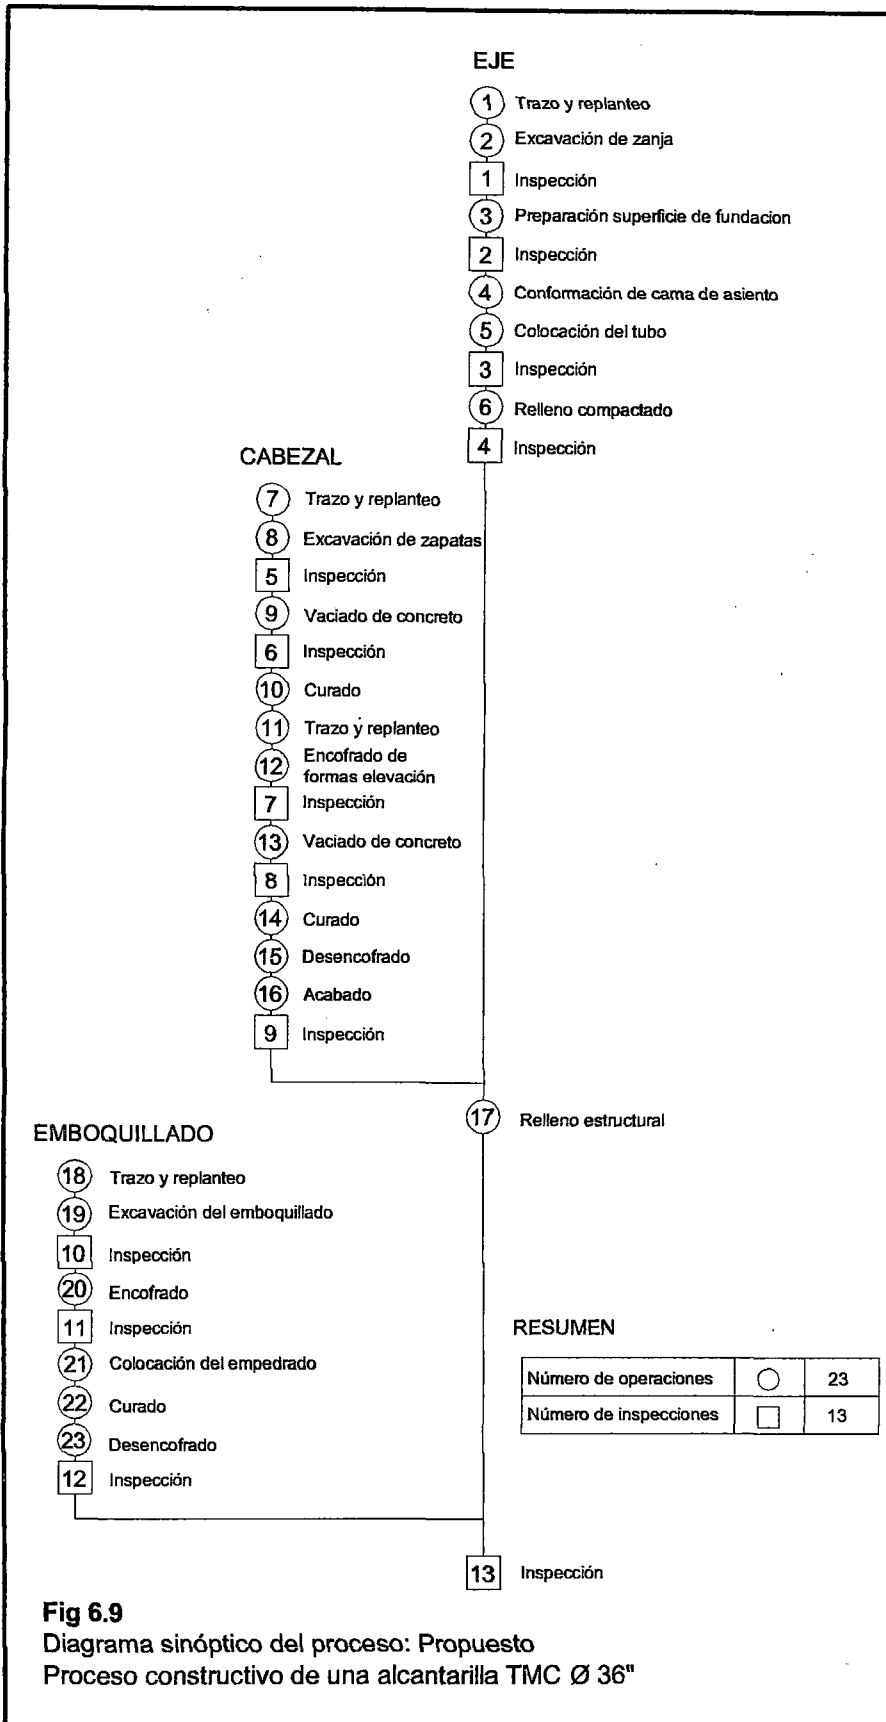 EJE
1 Trazo y replanteo
2 Excavación de zanja
1 Inspección
3 Preparación superficie de fundacion
2 Inspección
4 Conformación de cama de asiento
5 Colocación del tubo
3 Inspección
6 Relleno compactado
4 Inspección
CABEZAL
7 Trazo y replanteo
8 Excavación de zapatas
5 Inspección
9 Vaciado de concreto
6 Inspección
10 Curado
11 Trazo y replanteo
12 Encofrado de
formas elevación
7 Inspección
13 Vaciado de concreto
8 Inspección
14 Curado
15 Desencofrado
16 Acabado
9 Inspección
17 Relleno estructural
EMBOQUILLADO
18 Trazo y replanteo
19 Excavación del emboquillado
10 Inspección
20 Encofrado
11 Inspección
21 Colocación del empedrado
22 Curado
23 Desencofrado
12 Inspección
RESUMEN
Número de operaciones 23
Número de inspecciones 13
13 Inspección
Fig 6.9
Diagrama sinóptico del proceso: Propuesto
Proceso constructivo de una alcantarilla TMC Ø 36"